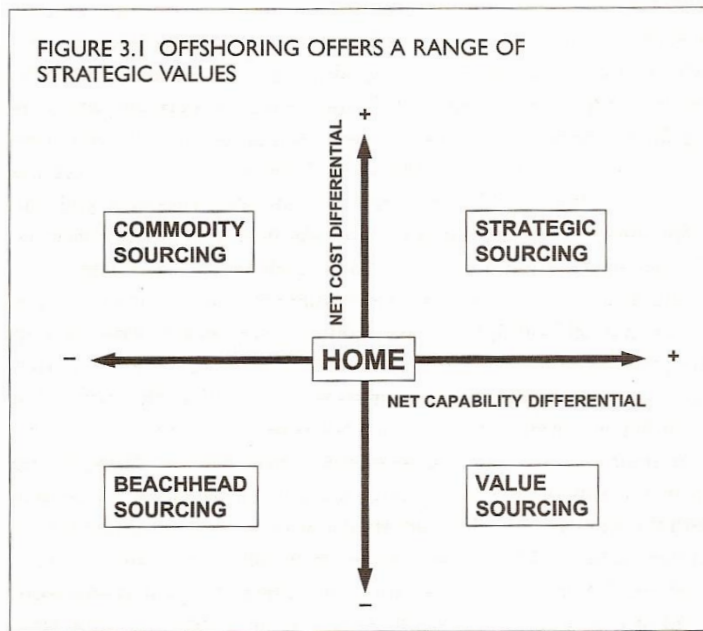 FIGURE 3.1 OFFSHORING OFFERS A RANGE OF
STRATEGIC VALUES
+
NET COST DIFFERENTIAL
COMMODITY
SOURCING
STRATEGIC
SOURCING
–
HOME
+
NET CAPABILITY DIFFERENTIAL
BEACHHEAD
SOURCING
VALUE
SOURCING
–